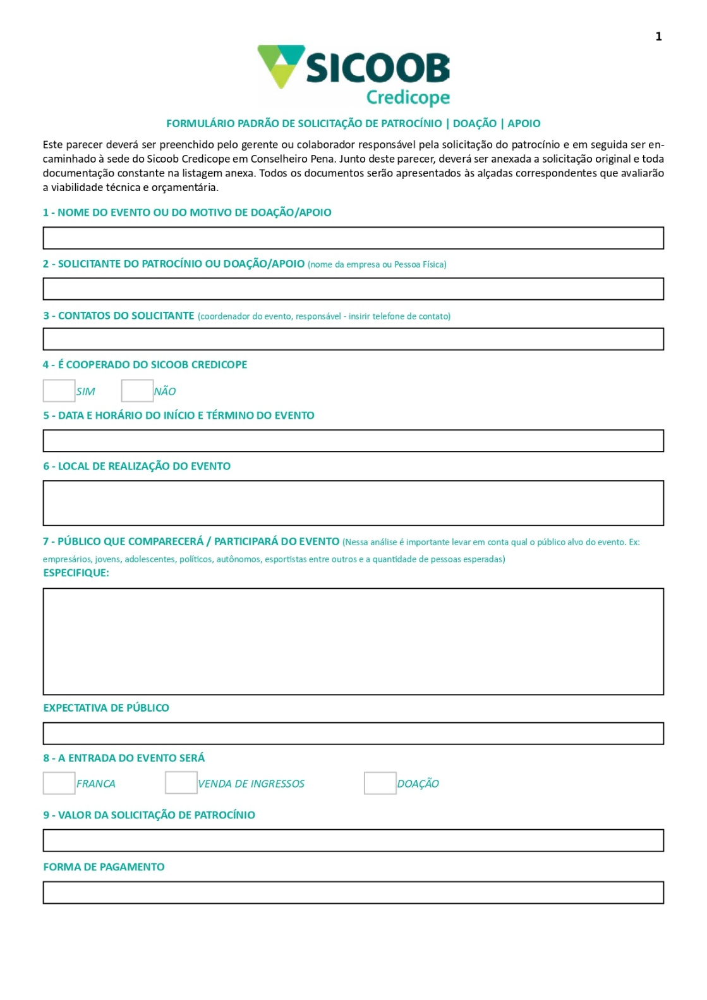 1
SICOOB
Credicope
FORMULÁRIO PADRÃO DE SOLICITAÇÃO DE PATROCÍNIO | DOAÇÃO | APOIO
Este parecer deverá ser preenchido pelo gerente ou colaborador responsável pela solicitação do patrocínio e em seguida ser en-
caminhado à sede do Sicoob Credicope em Conselheiro Pena. Junto deste parecer, deverá ser anexada a solicitação original e toda
documentação constante na listagem anexa. Todos os documentos serão apresentados às alçadas correspondentes que avaliarão
a viabilidade técnica e orçamentária.
1 - NOME DO EVENTO OU DO MOTIVO DE DOAÇÃO/APOIO
2 - SOLICITANTE DO PATROCÍNIO OU DOAÇÃO/APOIO (nome da empresa ou Pessoa Física)
3 - CONTATOS DO SOLICITANTE (coordenador do evento, responsável - insirir telefone de contato)
4 - É COOPERADO DO SICOOB CREDICOPE
SIM NÃO
5 - DATA E HORÁRIO DO INÍCIO E TÉRMINO DO EVENTO
6 - LOCAL DE REALIZAÇÃO DO EVENTO
7 - PÚBLICO QUE COMPARECERÁ / PARTICIPARÁ DO EVENTO (Nessa análise é importante levar em conta qual o público alvo do evento. Ex:
empresários, jovens, adolescentes, políticos, autônomos, esportistas entre outros e a quantidade de pessoas esperadas)
ESPECIFIQUE:
EXPECTATIVA DE PÚBLICO
8 - A ENTRADA DO EVENTO SERÁ
FRANCA VENDA DE INGRESSOS DOAÇÃO
9 - VALOR DA SOLICITAÇÃO DE PATROCÍNIO
FORMA DE PAGAMENTO